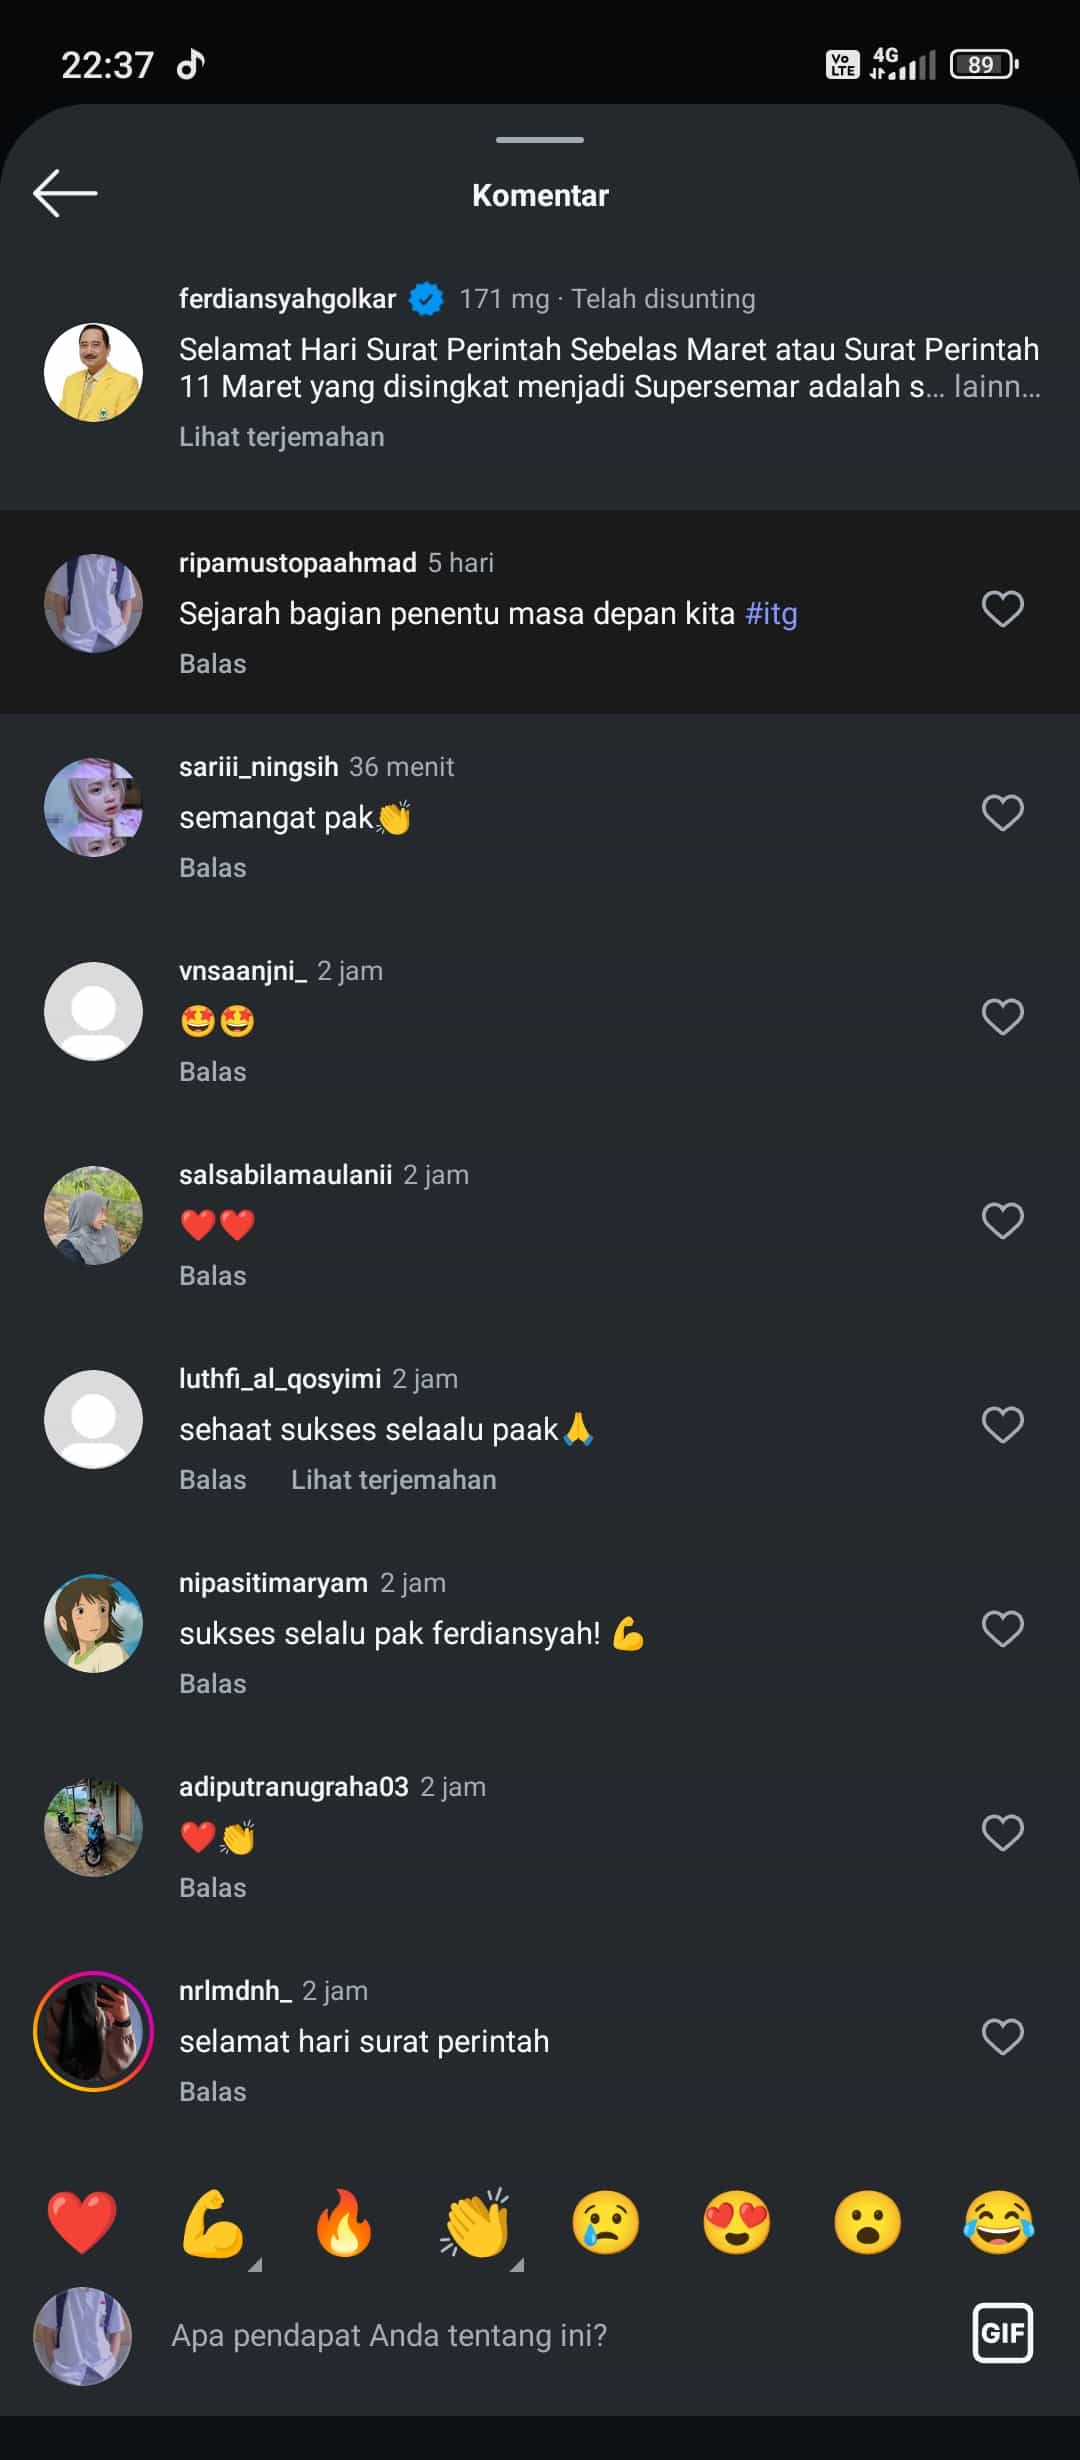 22:37
Vo LTE 4G 89
Komentar
ferdiansyahgolkar 171 mg · Telah disunting
Selamat Hari Surat Perintah Sebelas Maret atau Surat Perintah
11 Maret yang disingkat menjadi Supersemar adalah s... lainn...
Lihat terjemahan
ripamustopaahmad 5 hari
Sejarah bagian penentu masa depan kita #itg
Balas
sariii_ningsih 36 menit
semangat pak👏
Balas
vnsaanjni_ 2 jam
🤩🤩
Balas
salsabilamaulanii 2 jam
❤️❤️
Balas
luthfi_al_qosyimi 2 jam
sehaat sukses selaalu paak🙏
Balas Lihat terjemahan
nipasitimaryam 2 jam
sukses selalu pak ferdiansyah! 💪
Balas
adiputranugraha03 2 jam
❤️👏
Balas
nrlmdnh_ 2 jam
selamat hari surat perintah
Balas
❤️💪🔥👏😢😍😮😂
Apa pendapat Anda tentang ini? GIF